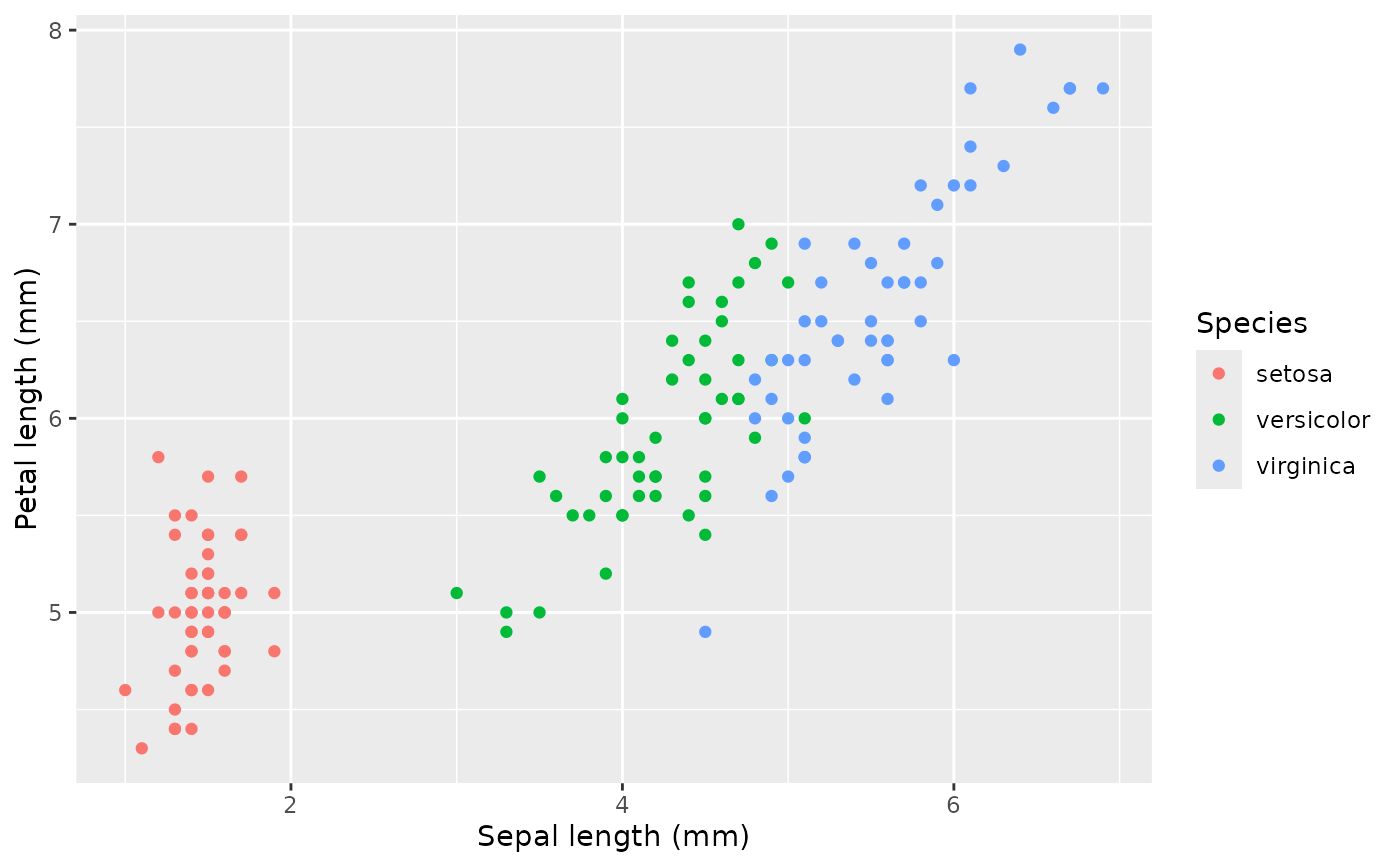 8
7
6
5
2 4 6
Sepal length (mm)
Petal length (mm)
Species
setosa
versicolor
virginica